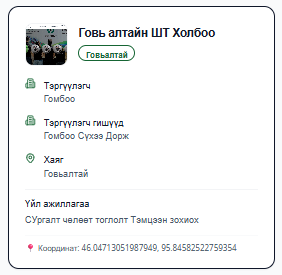 Говь алтайн ШТ Холбоо
Говьалтай
Тэргүүлэгч
Гомбоо
Тэргүүлэгч гишүүд
Гомбоо Сүхээ Дорж
Хаяг
Говьалтай
Үйл ажиллагаа
СУргалт чөлөөт тоглолт Тэмцээн зохиох
Координат: 46.04713051987949, 95.84582522759354